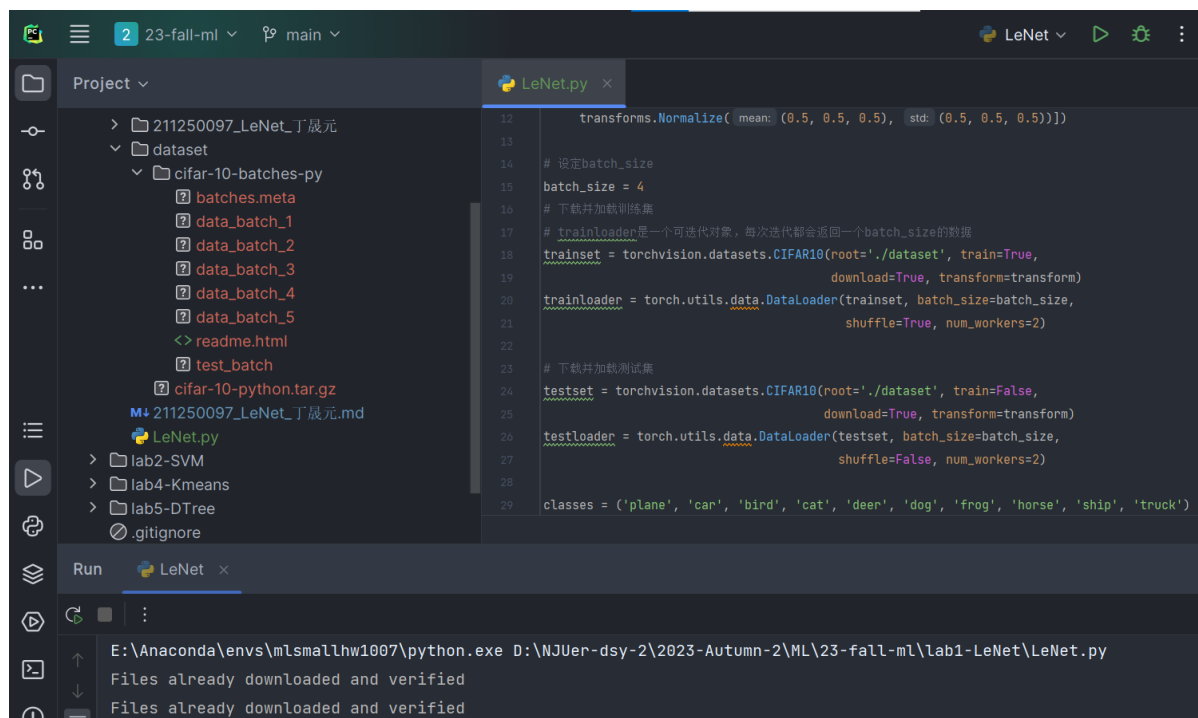 PC 2 23-fall-ml main LeNet
Project
LeNet.py
211250097_LeNet_丁晟元
dataset
cifar-10-batches-py
batches.meta
data_batch_1
data_batch_2
data_batch_3
data_batch_4
data_batch_5
<> readme.html
test_batch
cifar-10-python.tar.gz
M↓ 211250097_LeNet_丁晟元.md
LeNet.py
lab2-SVM
lab4-Kmeans
lab5-DTree
.gitignore
12 transforms.Normalize( mean: (0.5, 0.5, 0.5), std: (0.5, 0.5, 0.5))])
13
14 # 设定batch_size
15 batch_size = 4
16 # 下载并加载训练集
17 # trainloader是一个可迭代对象，每次迭代都会返回一个batch_size的数据
18 trainset = torchvision.datasets.CIFAR10(root='./dataset', train=True,
19 download=True, transform=transform)
20 trainloader = torch.utils.data.DataLoader(trainset, batch_size=batch_size,
21 shuffle=True, num_workers=2)
22
23 # 下载并加载测试集
24 testset = torchvision.datasets.CIFAR10(root='./dataset', train=False,
25 download=True, transform=transform)
26 testloader = torch.utils.data.DataLoader(testset, batch_size=batch_size,
27 shuffle=False, num_workers=2)
28
29 classes = ('plane', 'car', 'bird', 'cat', 'deer', 'dog', 'frog', 'horse', 'ship', 'truck')
Run LeNet
E:\Anaconda\envs\mlsmallhw1007\python.exe D:\NJUer-dsy-2\2023-Autumn-2\ML\23-fall-ml\lab1-LeNet\LeNet.py
Files already downloaded and verified
Files already downloaded and verified